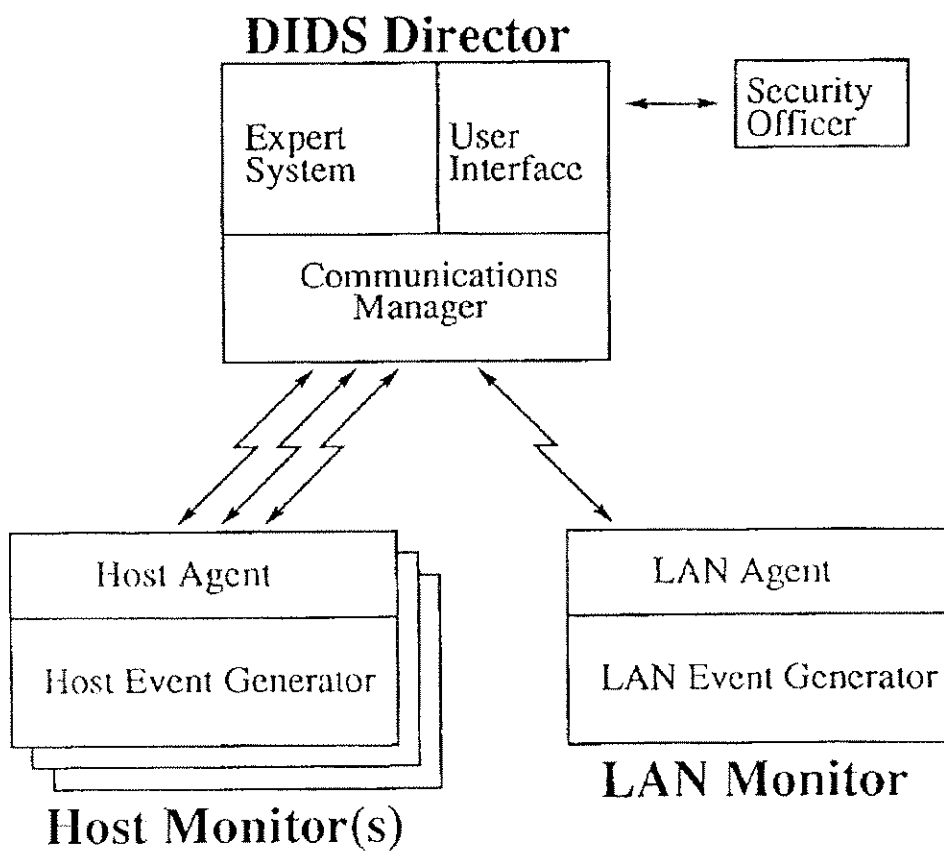 DIDS Director
Expert
System
User
Interface
Security
Officer
Communications
Manager
Host Agent
Host Event Generator
LAN Agent
LAN Event Generator
Host Monitor(s)
LAN Monitor